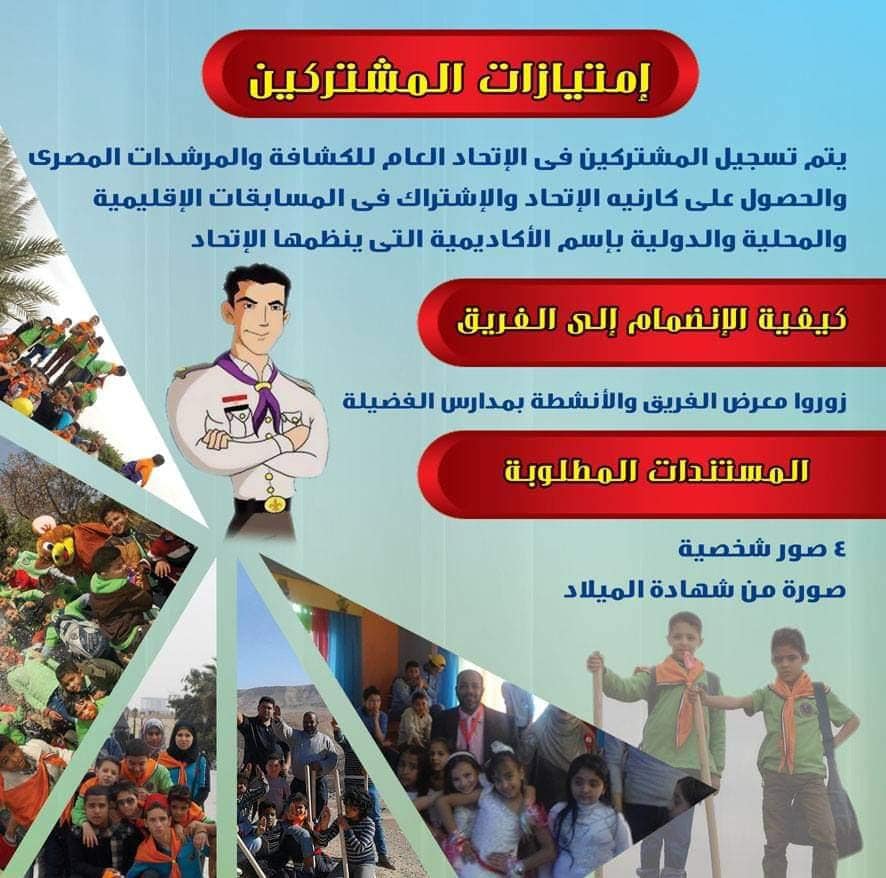 إمتيازات المشتركين
يتم تسجيل المشتركين فى الإتحاد العام للكشافة والمرشدات المصرى
والحصول على كارنيه الإتحاد والإشتراك فى المسابقات الإقليمية
والمحلية والدولية بإسم الأكاديمية التى ينظمها الإتحاد
كيفية الإنضمام إلى الفريق
زوروا معرض الفريق والأنشطة بمدارس الفضيلة
المستندات المطلوبة
٤ صور شخصية
صورة من شهادة الميلاد